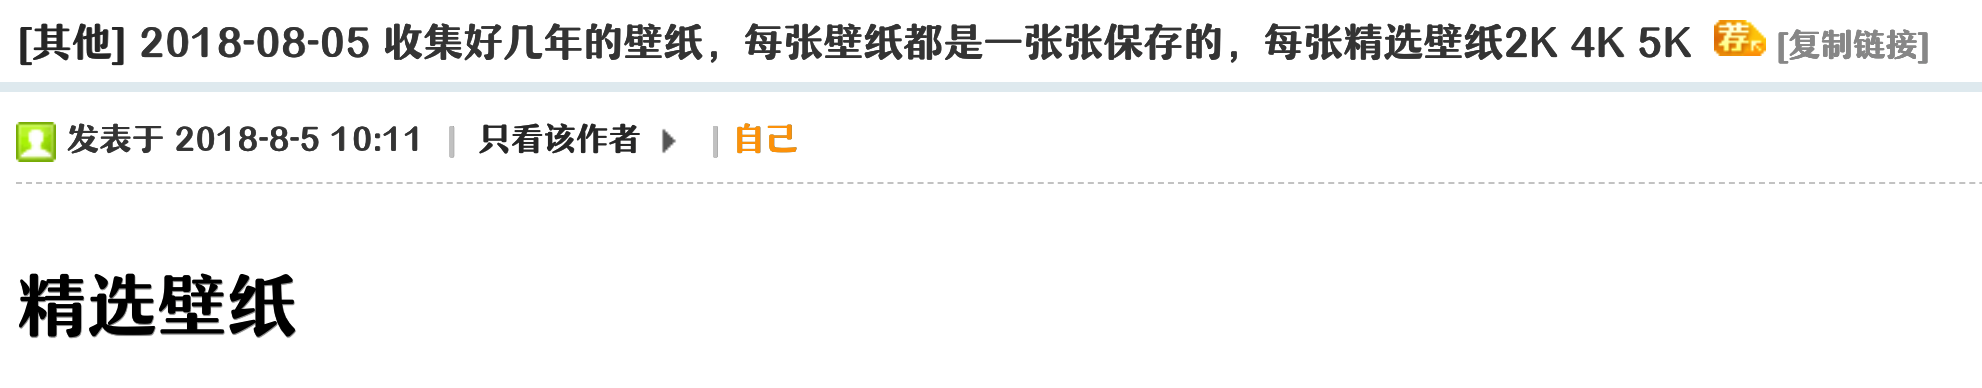 [其他] 2018-08-05 收集好几年的壁纸，每张壁纸都是一张张保存的，每张精选壁纸2K 4K 5K 荐 [复制链接]
发表于 2018-8-5 10:11 | 只看该作者 | 自己
精选壁纸